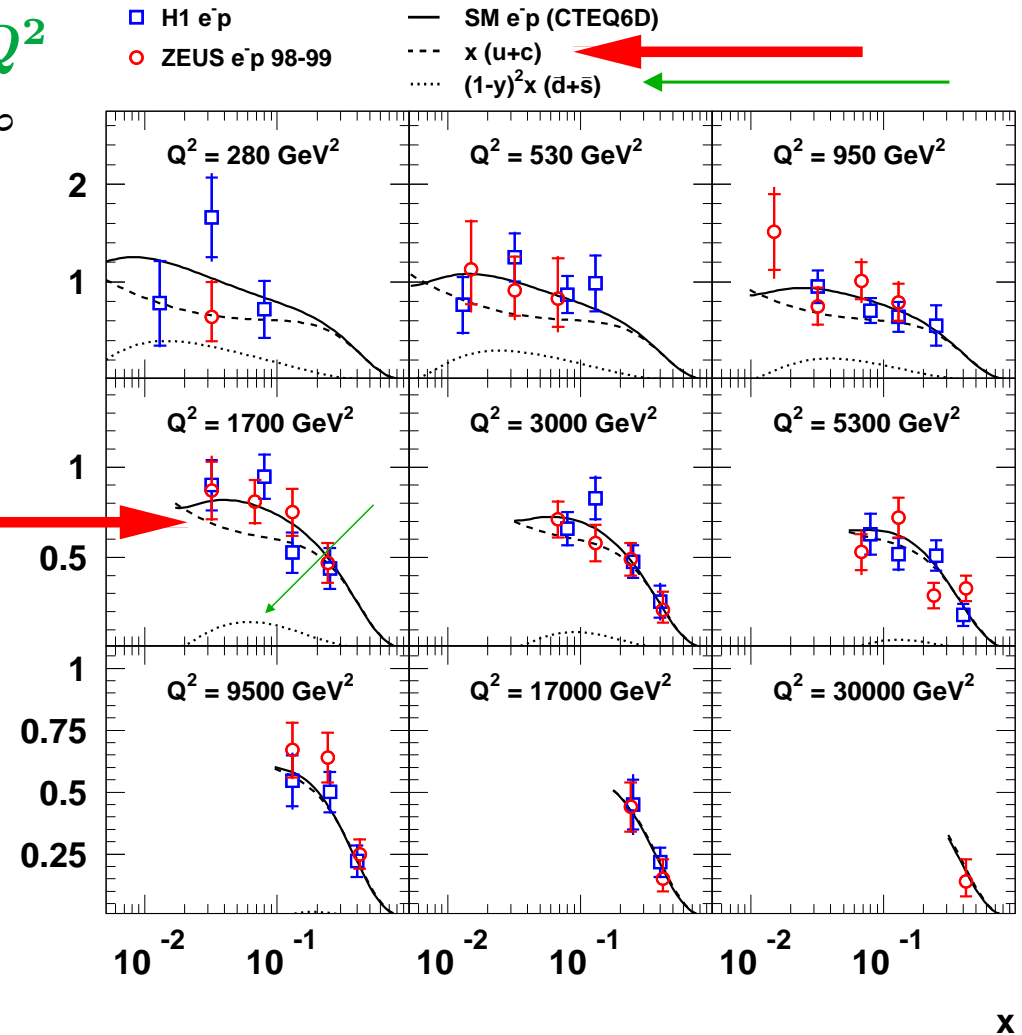 Q²
H1 e⁻p
ZEUS e⁻p 98-99
SM e⁻p (CTEQ6D)
x (u+c)
(1-y)²x (d̄+s̄)
Q² = 280 GeV²
Q² = 530 GeV²
Q² = 950 GeV²
2
1
Q² = 1700 GeV²
Q² = 3000 GeV²
Q² = 5300 GeV²
1
0.5
Q² = 9500 GeV²
Q² = 17000 GeV²
Q² = 30000 GeV²
1
0.75
0.5
0.25
10⁻² 10⁻¹ 10⁻² 10⁻¹ 10⁻² 10⁻¹
x